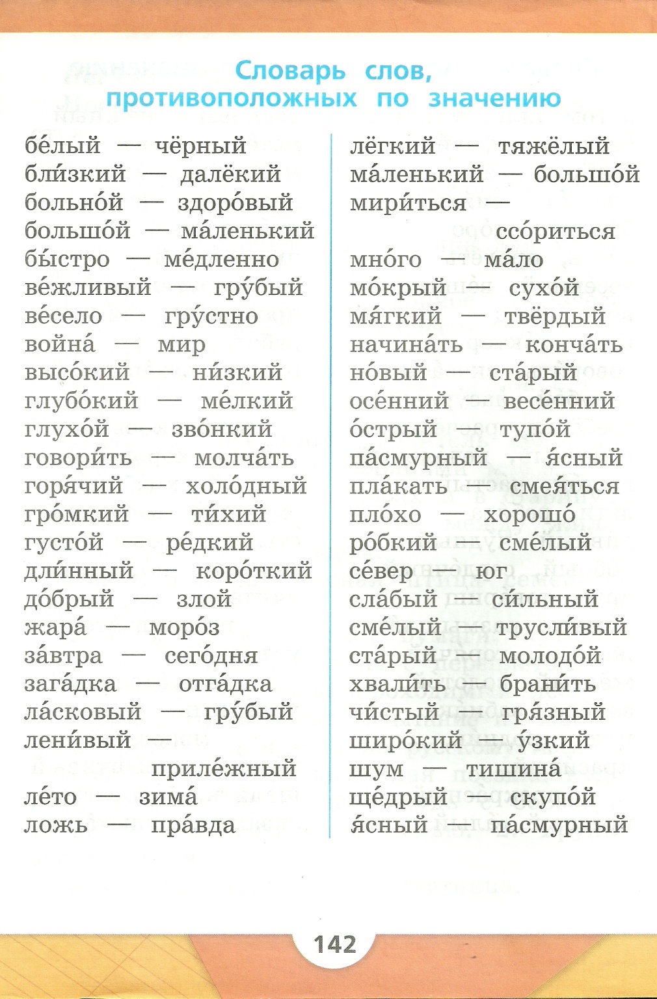 Словарь слов,
противоположных по значению
бе́лый — чёрный
бли́зкий — далёкий
больно́й — здоро́вый
большо́й — ма́ленький
бы́стро — ме́дленно
ве́жливый — гру́бый
ве́село — гру́стно
война́ — мир
высо́кий — ни́зкий
глубо́кий — ме́лкий
глухо́й — зво́нкий
говори́ть — молча́ть
горя́чий — холо́дный
гро́мкий — ти́хий
густо́й — ре́дкий
дли́нный — коро́ткий
до́брый — злой
жара́ — моро́з
за́втра — сего́дня
зага́дка — отга́дка
ла́сковый — гру́бый
лени́вый —
приле́жный
ле́то — зима́
ложь — пра́вда
лёгкий — тяжёлый
ма́ленький — большо́й
мири́ться —
ссо́риться
мно́го — ма́ло
мо́крый — сухо́й
мя́гкий — твёрдый
начина́ть — конча́ть
но́вый — ста́рый
осе́нний — весе́нний
о́стрый — тупо́й
па́смурный — я́сный
пла́кать — смея́ться
пло́хо — хорошо́
ро́бкий — сме́лый
се́вер — юг
сла́бый — си́льный
сме́лый — трусли́вый
ста́рый — молодо́й
хвали́ть — брани́ть
чи́стый — гря́зный
широ́кий — у́зкий
шум — тишина́
ще́дрый — скупо́й
я́сный — па́смурный
142